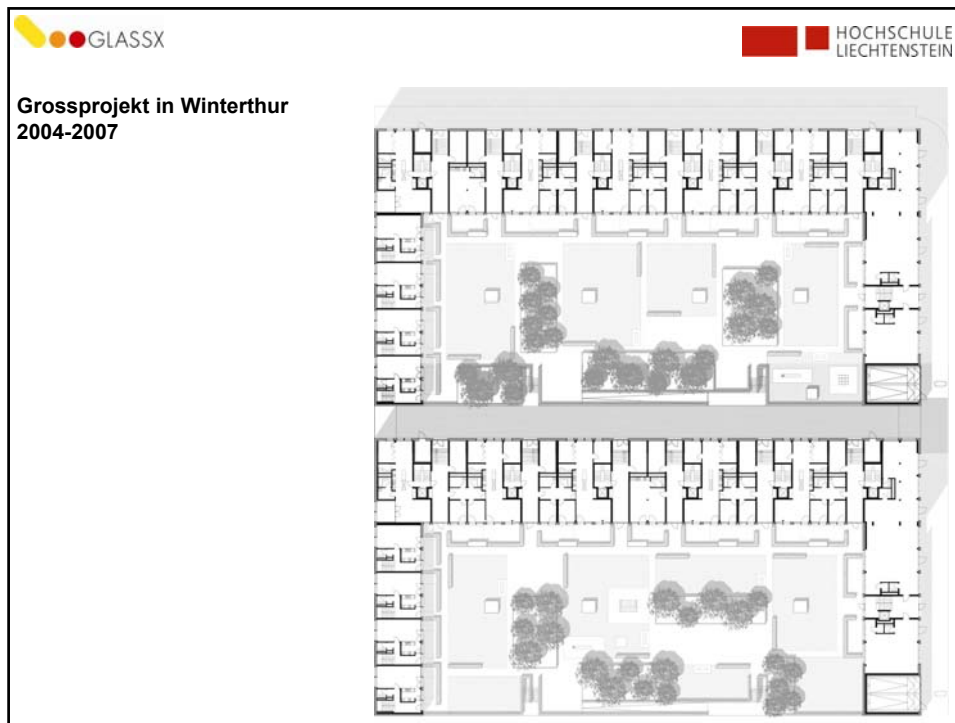 GLASSX
HOCHSCHULE
LIECHTENSTEIN
Grossprojekt in Winterthur
2004-2007